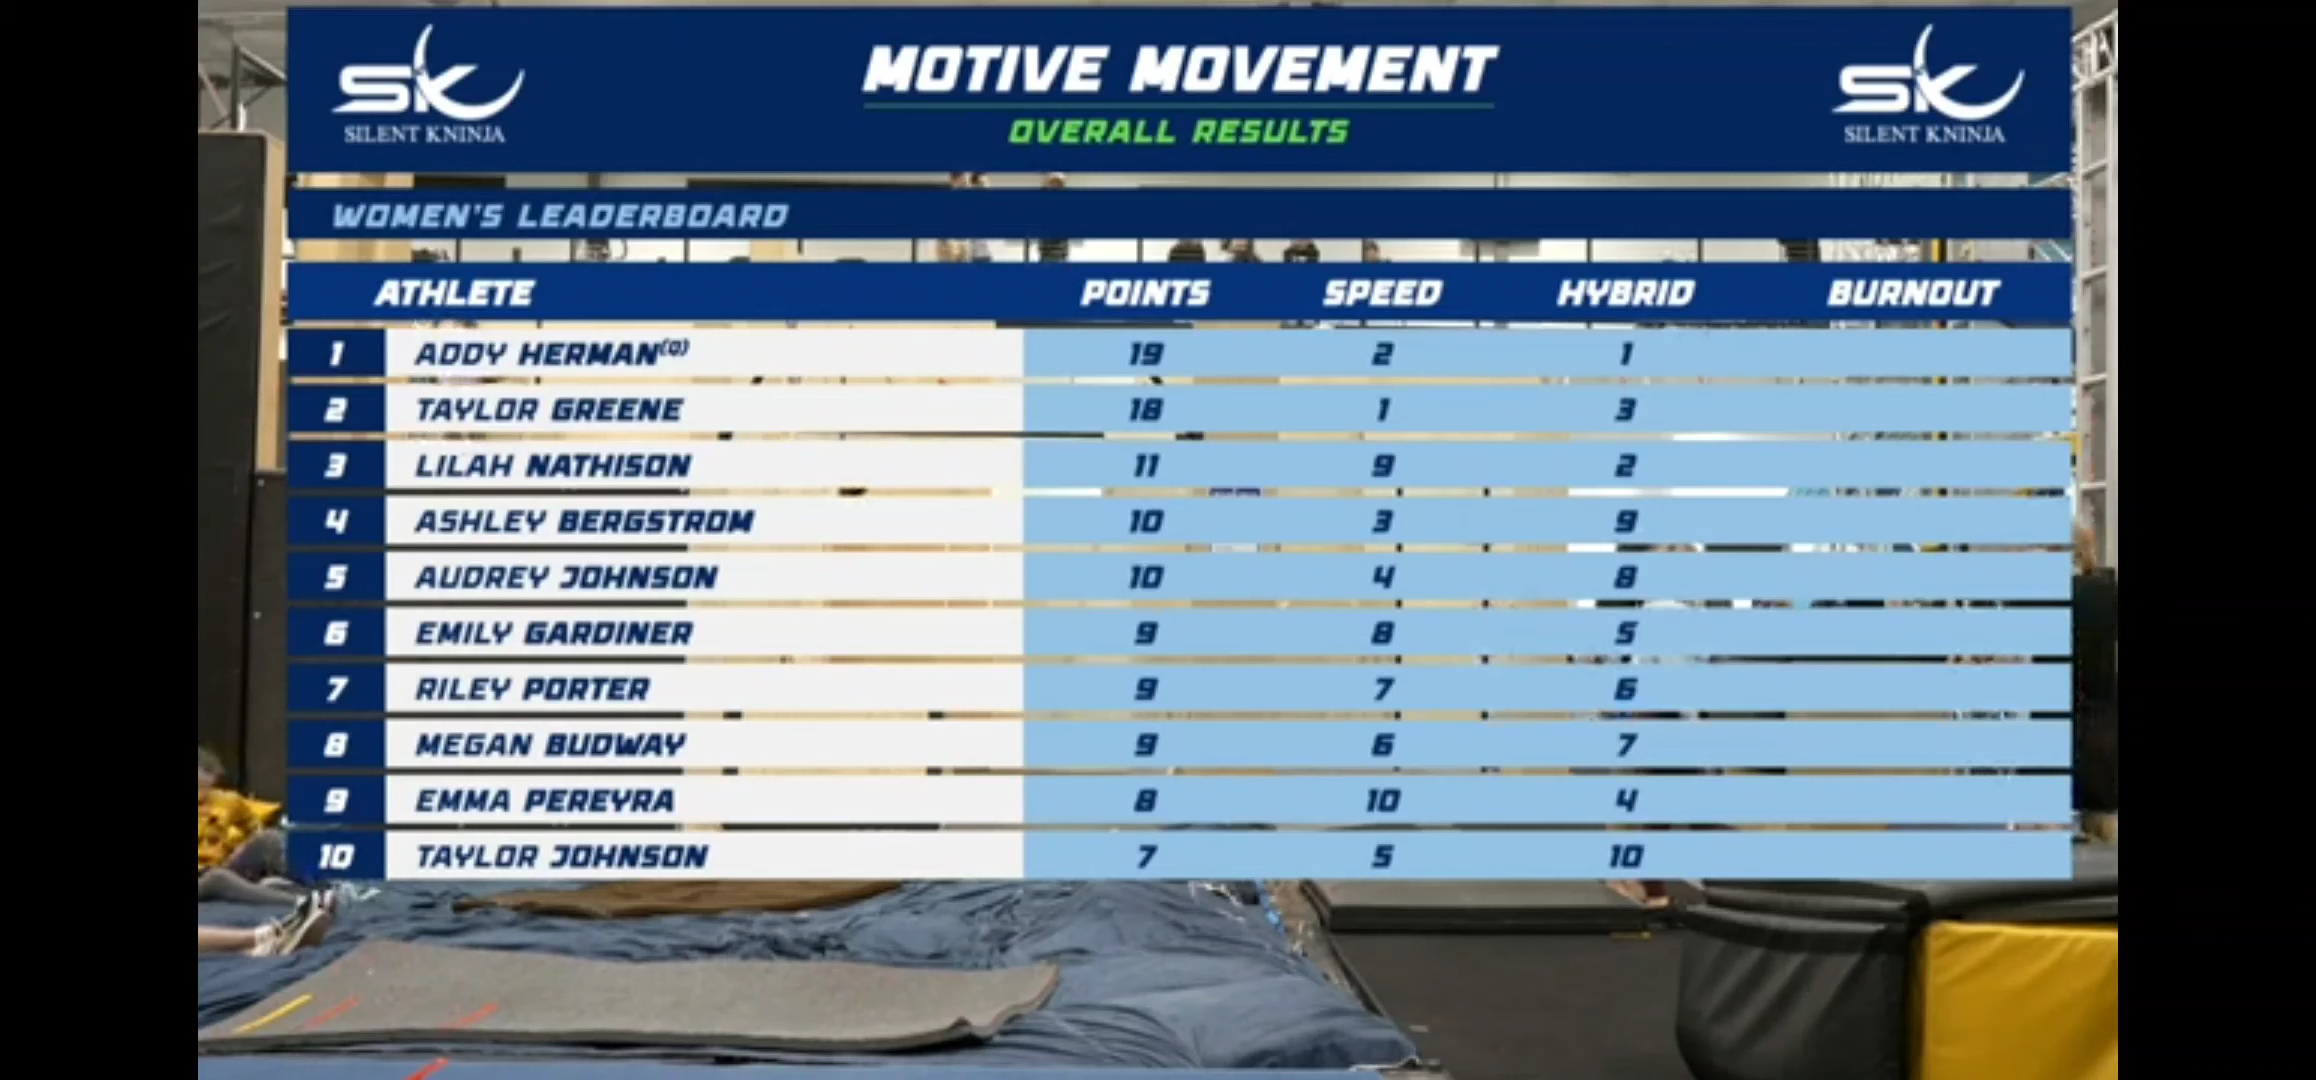 SK SILENT KNINJA
MOTIVE MOVEMENT
OVERALL RESULTS
SK SILENT KNINJA
WOMEN'S LEADERBOARD
ATHLETE POINTS SPEED HYBRID BURNOUT
1 ADDY HERMAN(Q) 19 2 1
2 TAYLOR GREENE 18 1 3
3 LILAH NATHISON 11 9 2
4 ASHLEY BERGSTROM 10 3 9
5 AUDREY JOHNSON 10 4 8
6 EMILY GARDINER 9 8 5
7 RILEY PORTER 9 7 6
8 MEGAN BUDWAY 9 6 7
9 EMMA PEREYRA 8 10 4
10 TAYLOR JOHNSON 7 5 10